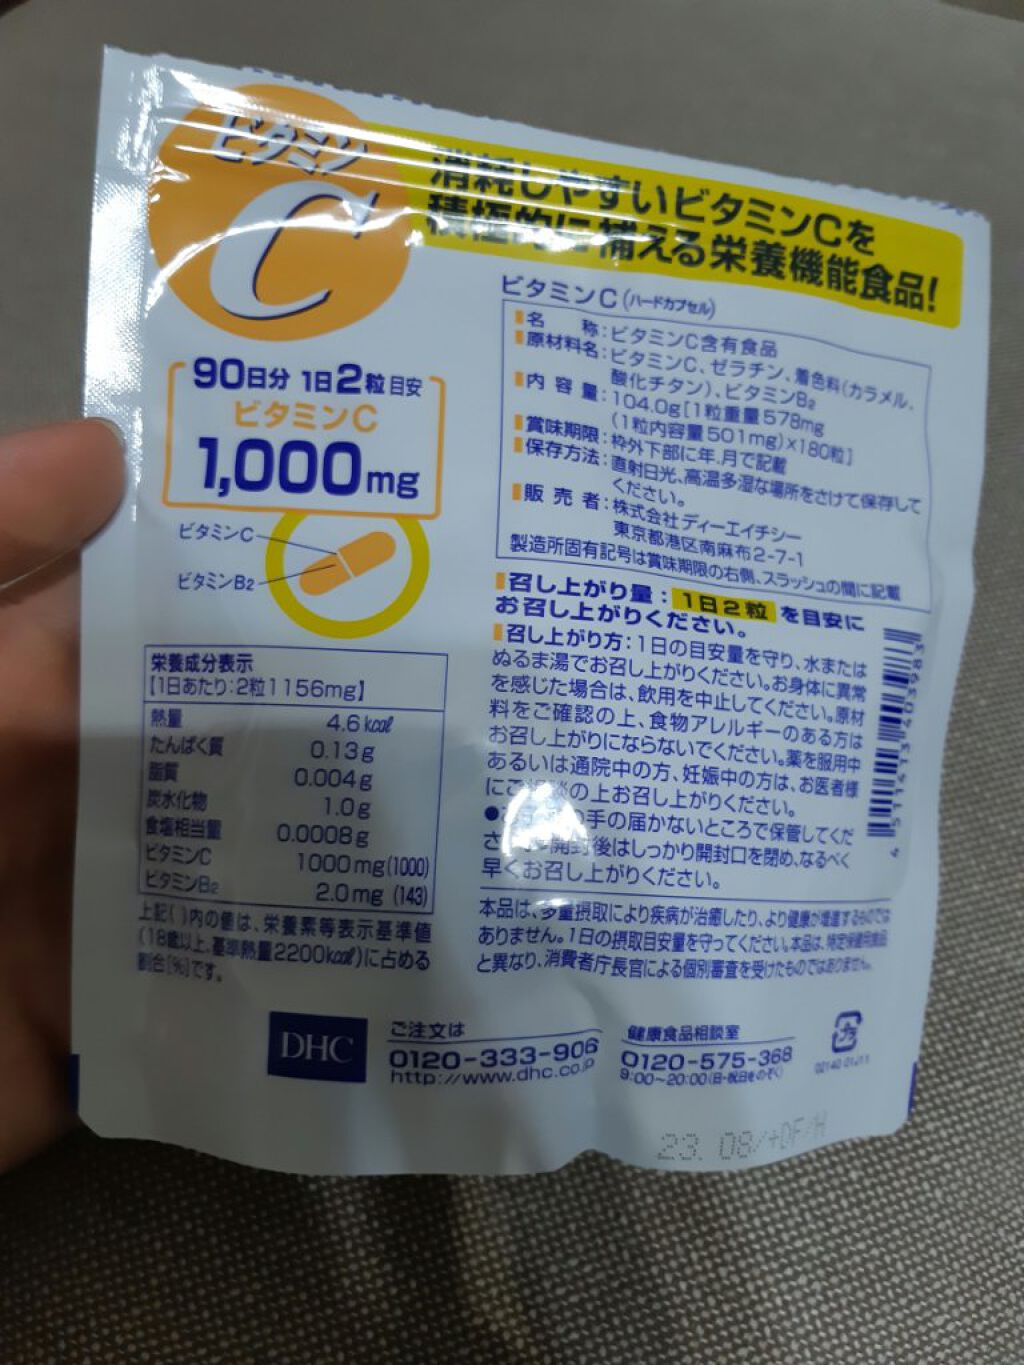 ビタミン
C
消耗しやすいビタミンCを
積極的に補える栄養機能食品!
90日分 1日2粒目安
ビタミンC
1,000mg
ビタミンC
ビタミンB2
ビタミンC(ハードカプセル)
名 称:ビタミンC含有食品
原材料名:ビタミンC、ゼラチン、着色料(カラメル、
酸化チタン)、ビタミンB2
内 容 量:104.0g[1粒重量578mg
(1粒内容量501mg)×180粒]
賞味期限:枠外下部に年、月で記載
保存方法:直射日光、高温多湿な場所をさけて保存して
ください。
販 売 者:株式会社ディーエイチシー
東京都港区南麻布2-7-1
製造所固有記号は賞味期限の右側、スラッシュの間に記載
召し上がり量:1日2粒を目安に
お召し上がりください。
召し上がり方:1日の目安量を守り、水または
ぬるま湯でお召し上がりください。お身体に異常
を感じた場合は、飲用を中止してください。原材
料をご確認の上、食物アレルギーのある方は
お召し上がりにならないでください。薬を服用中
あるいは通院中の方、妊娠中の方は、お医者様
にご の上お召し上がりください。
● 手の届かないところで保管してくだ
さ 開封後はしっかり開封口を閉め、なるべく
早くお召し上がりください。
栄養成分表示
[1日あたり:2粒1156mg]
熱量 4.6kcal
たんぱく質 0.13g
脂質 0.004g
炭水化物 1.0g
食塩相当量 0.0008g
ビタミンC 1000mg(1000)
ビタミンB2 2.0mg (143)
上記( )内の値は、栄養素等表示基準値
(18歳以上、基準熱量2200kcal)に占める
割合[%]です。
本品は、多量摂取により疾病が治癒したり、より健康が増進するものでは
ありません。1日の摂取目安量を守ってください。本品は、特定保健用食品
と異なり、消費者庁長官による個別審査を受けたものではありません。
DHC
ご注文は
0120-333-906
http://www.dhc.co.jp
健康食品相談室
0120-575-368
9:00~20:00(日・祝日をのぞく)
プラ
23. 08/+DF/H